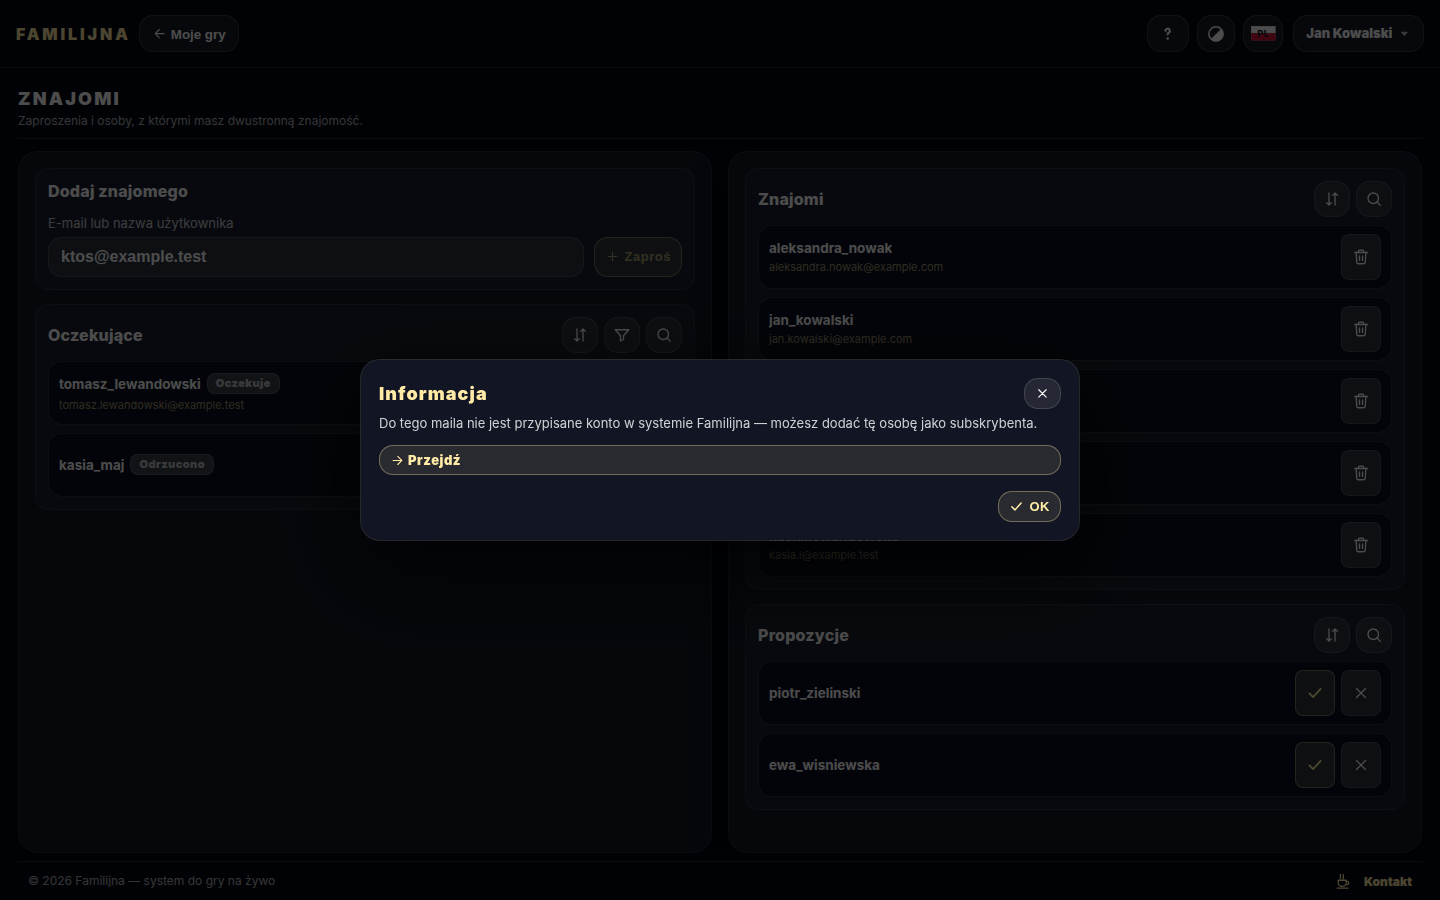 FAMILIJNA
← Moje gry
?
PL
Jan Kowalski
ZNAJOMI
Zaproszenia i osoby, z którymi masz dwustronną znajomość.
Dodaj znajomego
E-mail lub nazwa użytkownika
ktos@example.test
+ Zaproś
Oczekujące
tomasz_lewandowski Oczekuje
tomasz.lewandowski@example.test
kasia_maj Odrzucono
Informacja
Do tego maila nie jest przypisane konto w systemie Familijna — możesz dodać tę osobę jako subskrybenta.
→ Przejdź
OK
Znajomi
aleksandra_nowak
aleksandra.nowak@example.com
jan_kowalski
jan.kowalski@example.com
kasia.l@example.test
Propozycje
piotr_zielinski
ewa_wisniewska
© 2026 Familijna — system do gry na żywo
Kontakt